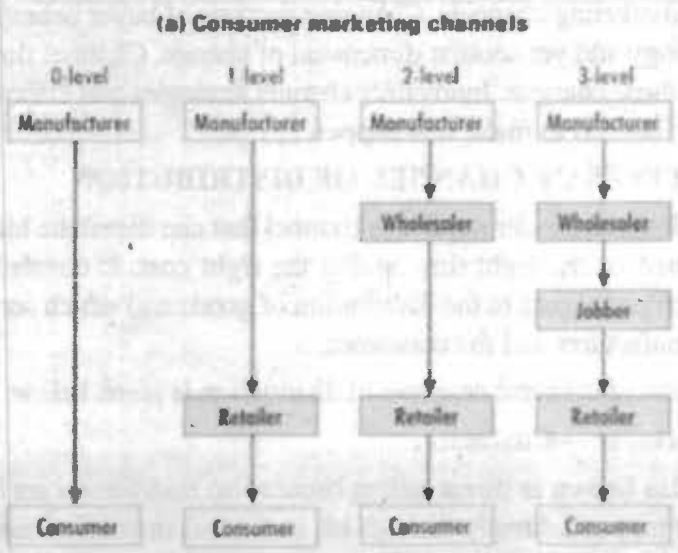 (a) Consumer marketing channels
0-level 1 level 2-level 3-level
Manufacturer Manufacturer Manufacturer Manufacturer
Wholesaler Wholesaler
Jobber
Retailer Retailer Retailer
Consumer Consumer Consumer Consumer